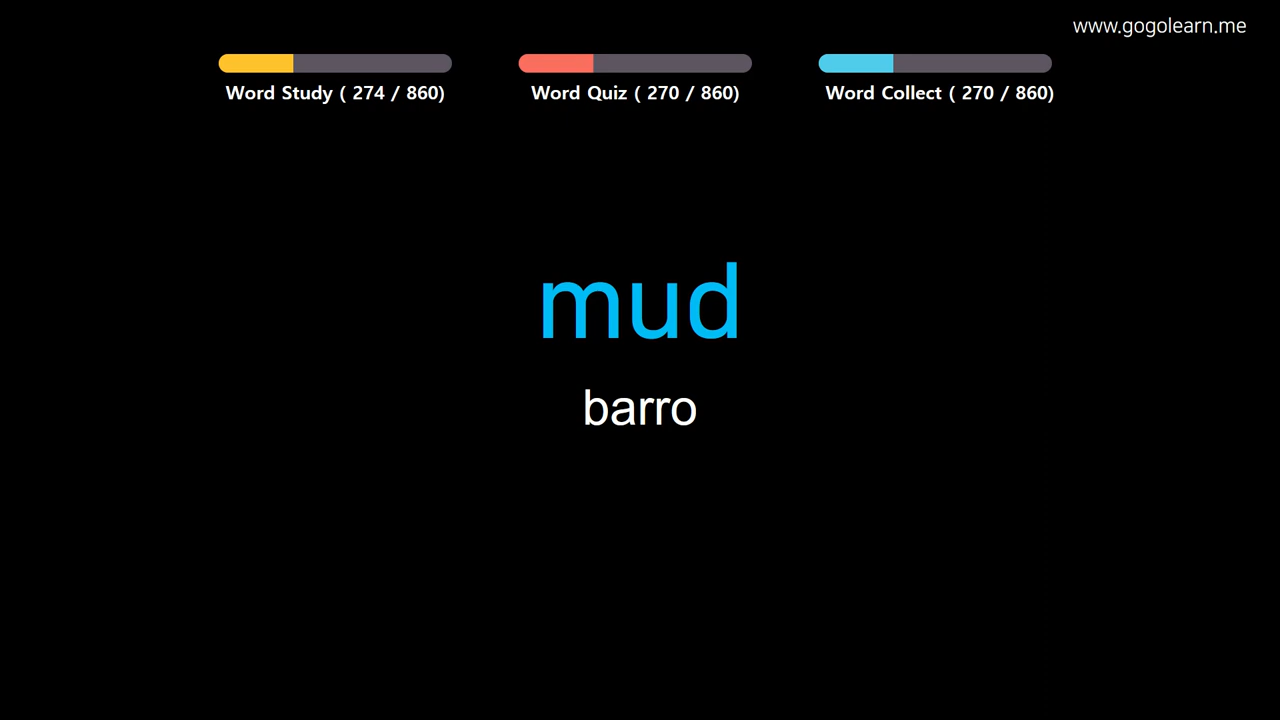 www.gogolearn.me
Word Study ( 274 / 860)
Word Quiz ( 270 / 860)
Word Collect ( 270 / 860)
mud
barro